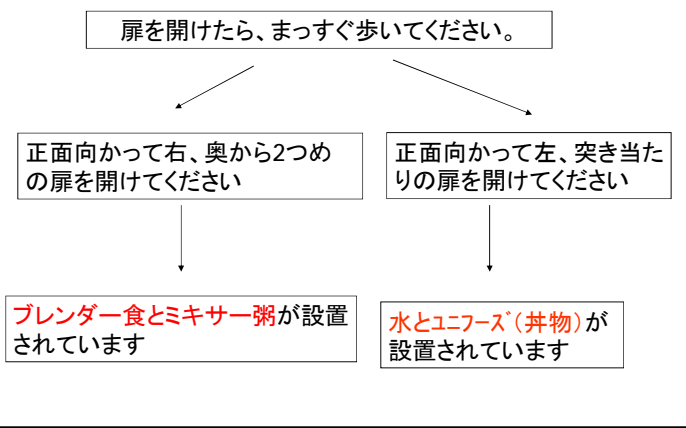 扉を開けたら、まっすぐ歩いてください。
正面向かって右、奥から2つめ
の扉を開けてください
正面向かって左、突き当た
りの扉を開けてください
ブレンダー食とミキサー粥が設置
されています
水とﾕﾆﾌｰｽﾞ(丼物)が
設置されています